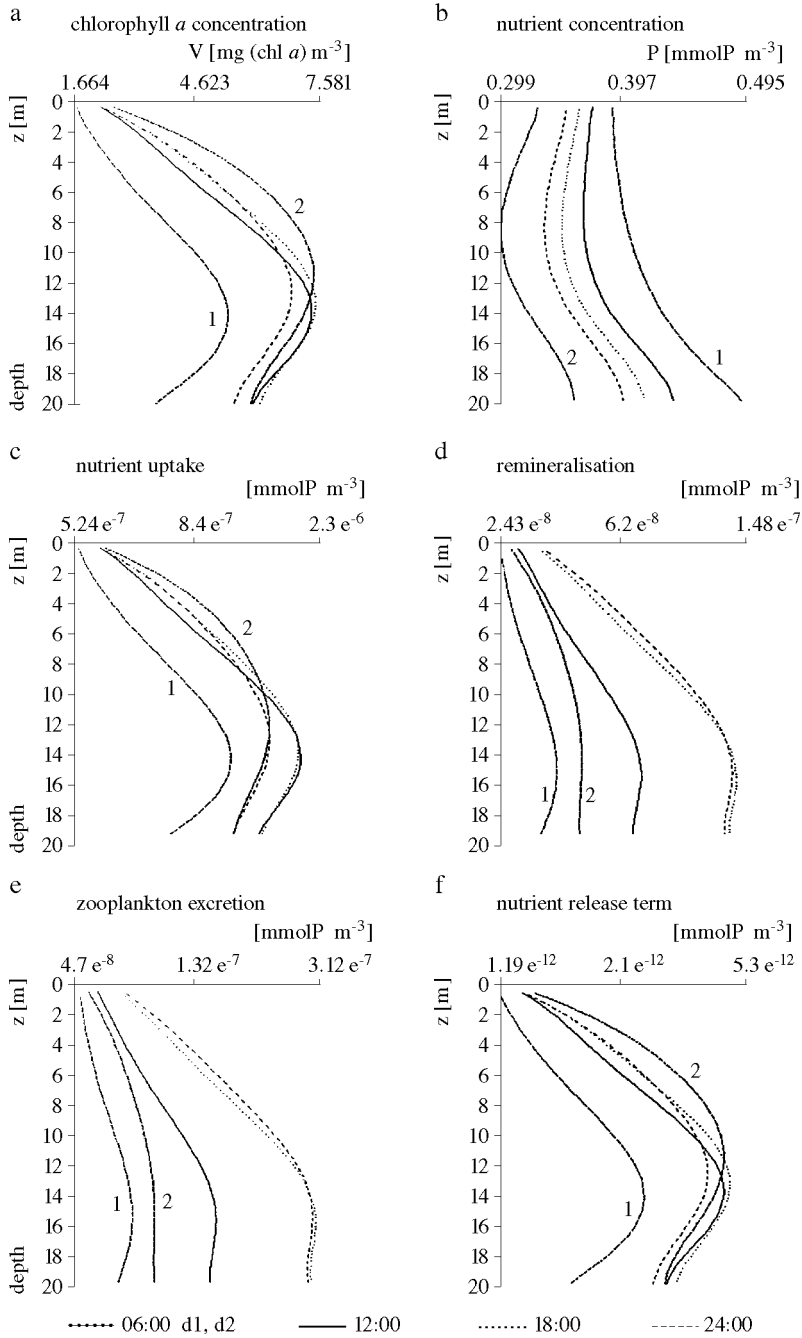 a
chlorophyll a concentration
V [mg (chl a) m-3]
1.664 4.623 7.581
z [m]
0
2
4
6
8
10
12
14
16
18
20
depth
1
2
b
nutrient concentration
P [mmolP m-3]
0.299 0.397 0.495
z [m]
0
2
4
6
8
10
12
14
16
18
20
depth
2
1
c
nutrient uptake
[mmolP m-3]
5.24 e-7 8.4 e-7 2.3 e-6
z [m]
0
2
4
6
8
10
12
14
16
18
20
depth
1
2
d
remineralisation
[mmolP m-3]
2.43 e-8 6.2 e-8 1.48 e-7
z [m]
0
2
4
6
8
10
12
14
16
18
20
depth
1
2
e
zooplankton excretion
[mmolP m-3]
4.7 e-8 1.32 e-7 3.12 e-7
z [m]
0
2
4
6
8
10
12
14
16
18
20
depth
1
2
f
nutrient release term
[mmolP m-3]
1.19 e-12 2.1 e-12 5.3 e-12
z [m]
0
2
4
6
8
10
12
14
16
18
20
depth
1
2
06:00 d1, d2 12:00 18:00 24:00